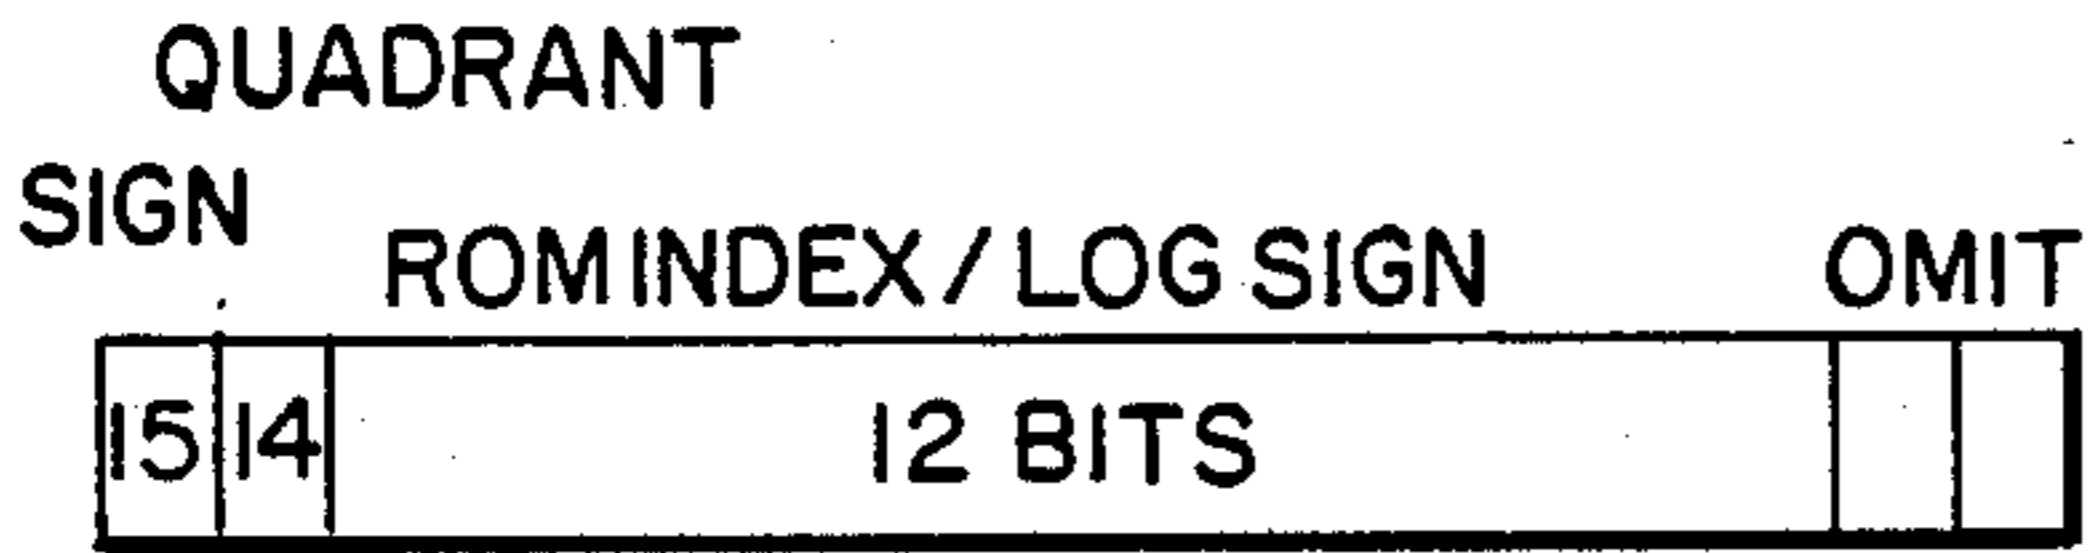 QUADRANT
SIGN
ROM INDEX / LOG SIGN OMIT
15 14 12 BITS